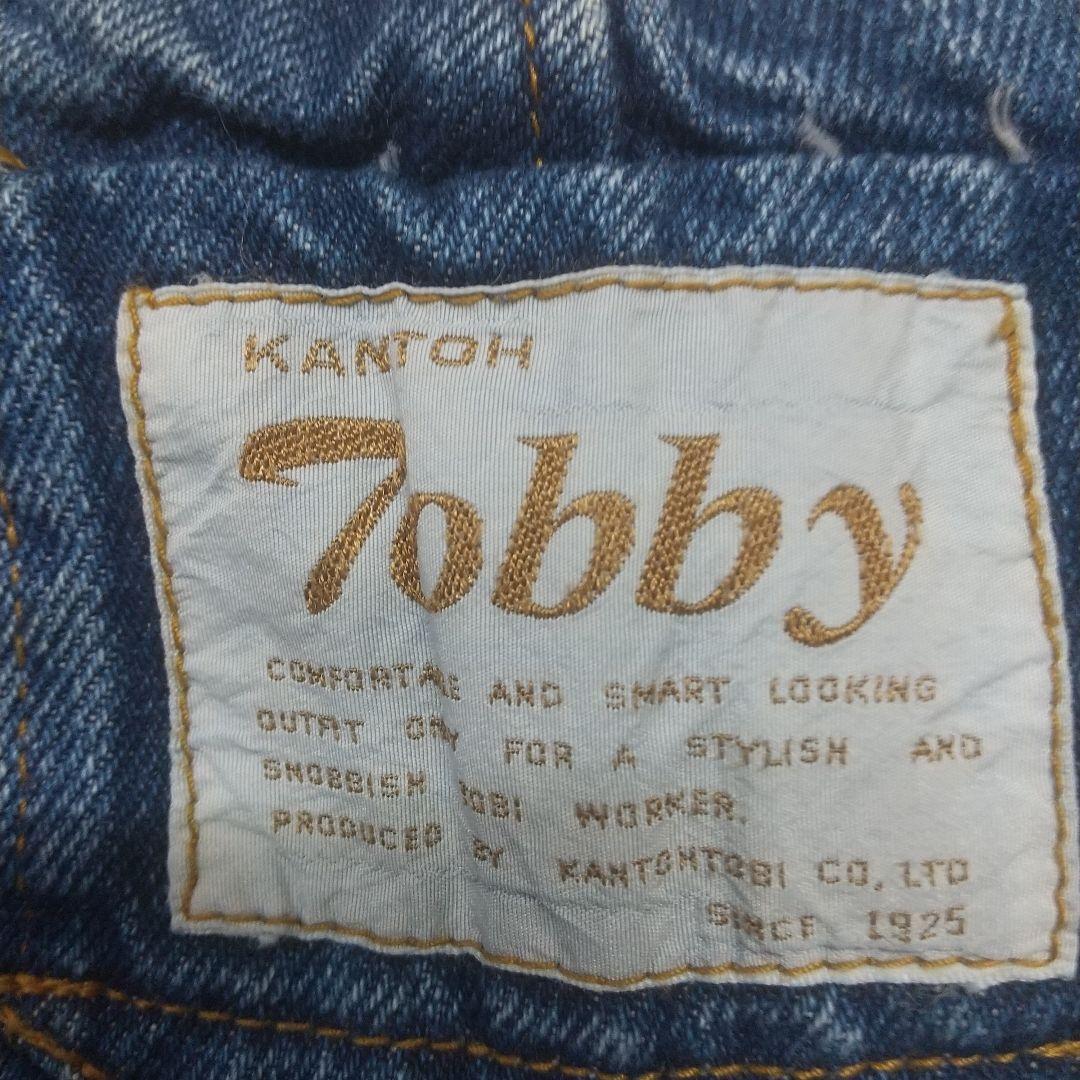 KANTOH
Tobby
COMFORTABLE AND SMART LOOKING
OUTFIT ONLY FOR A STYLISH AND
SNOBBISH TOBI WORKER.
PRODUCED BY KANTOHTOBI CO, LTD
SINCE 1925